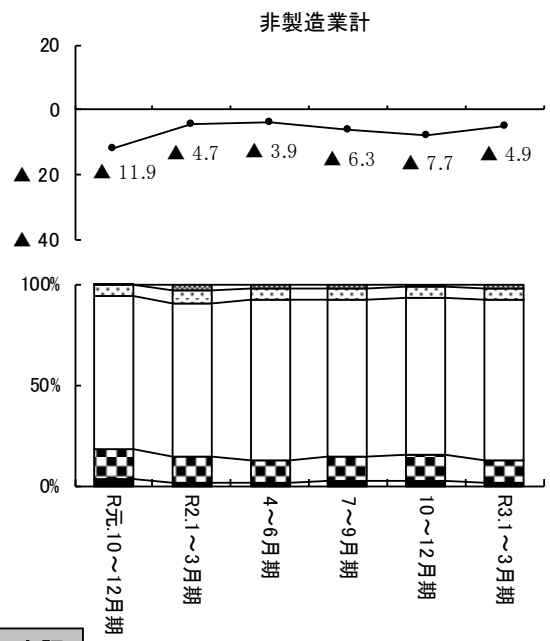 非製造業計
20
0
▲ 20
▲ 40
▲ 11.9
▲ 4.7
▲ 3.9
▲ 6.3
▲ 7.7
▲ 4.9
100%
50%
0%
R元.10～12月期
R2.1～3月期
4～6月期
7～9月期
10～12月期
R3.1～3月期